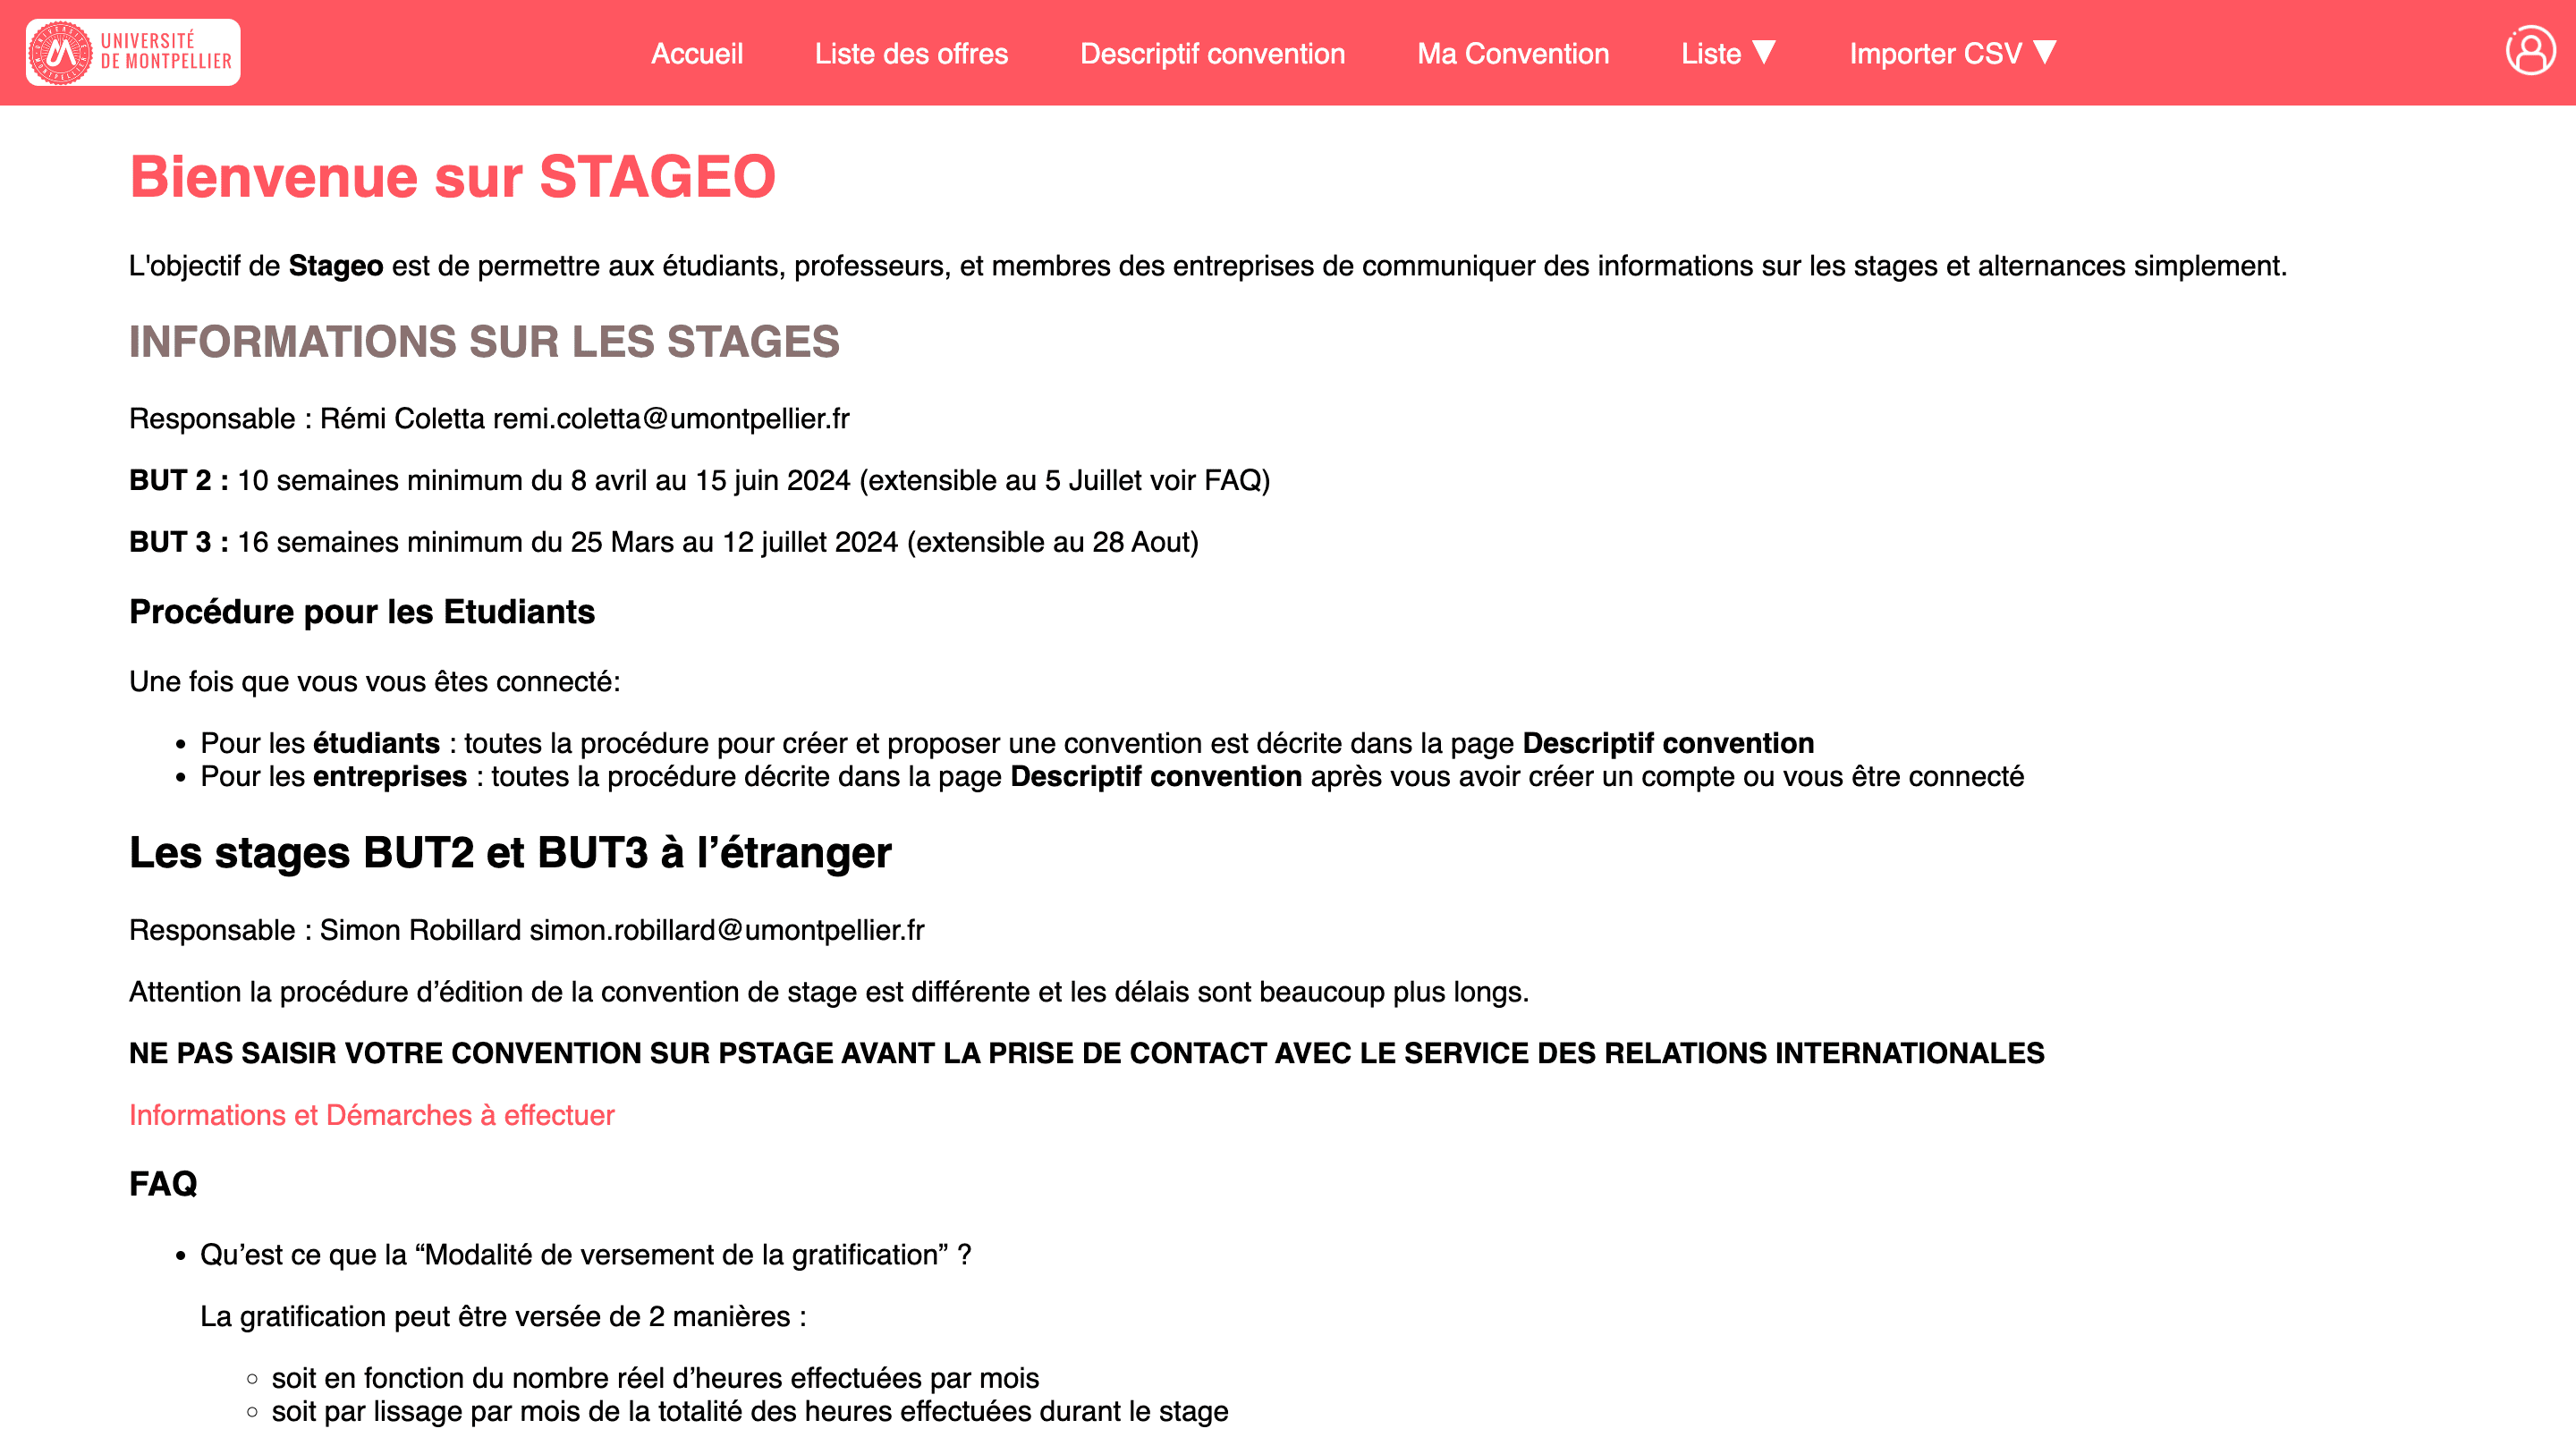 UNIVERSITÉ
DE MONTPELLIER
Accueil
Liste des offres
Descriptif convention
Ma Convention
Liste ▼
Importer CSV ▼
Bienvenue sur STAGEO
L'objectif de Stageo est de permettre aux étudiants, professeurs, et membres des entreprises de communiquer des informations sur les stages et alternances simplement.
INFORMATIONS SUR LES STAGES
Responsable : Rémi Coletta remi.coletta@umontpellier.fr
BUT 2 : 10 semaines minimum du 8 avril au 15 juin 2024 (extensible au 5 Juillet voir FAQ)
BUT 3 : 16 semaines minimum du 25 Mars au 12 juillet 2024 (extensible au 28 Aout)
Procédure pour les Etudiants
Une fois que vous vous êtes connecté:
• Pour les étudiants : toutes la procédure pour créer et proposer une convention est décrite dans la page Descriptif convention
• Pour les entreprises : toutes la procédure décrite dans la page Descriptif convention après vous avoir créer un compte ou vous être connecté
Les stages BUT2 et BUT3 à l’étranger
Responsable : Simon Robillard simon.robillard@umontpellier.fr
Attention la procédure d’édition de la convention de stage est différente et les délais sont beaucoup plus longs.
NE PAS SAISIR VOTRE CONVENTION SUR PSTAGE AVANT LA PRISE DE CONTACT AVEC LE SERVICE DES RELATIONS INTERNATIONALES
Informations et Démarches à effectuer
FAQ
• Qu’est ce que la “Modalité de versement de la gratification” ?
La gratification peut être versée de 2 manières :
◦ soit en fonction du nombre réel d’heures effectuées par mois
◦ soit par lissage par mois de la totalité des heures effectuées durant le stage